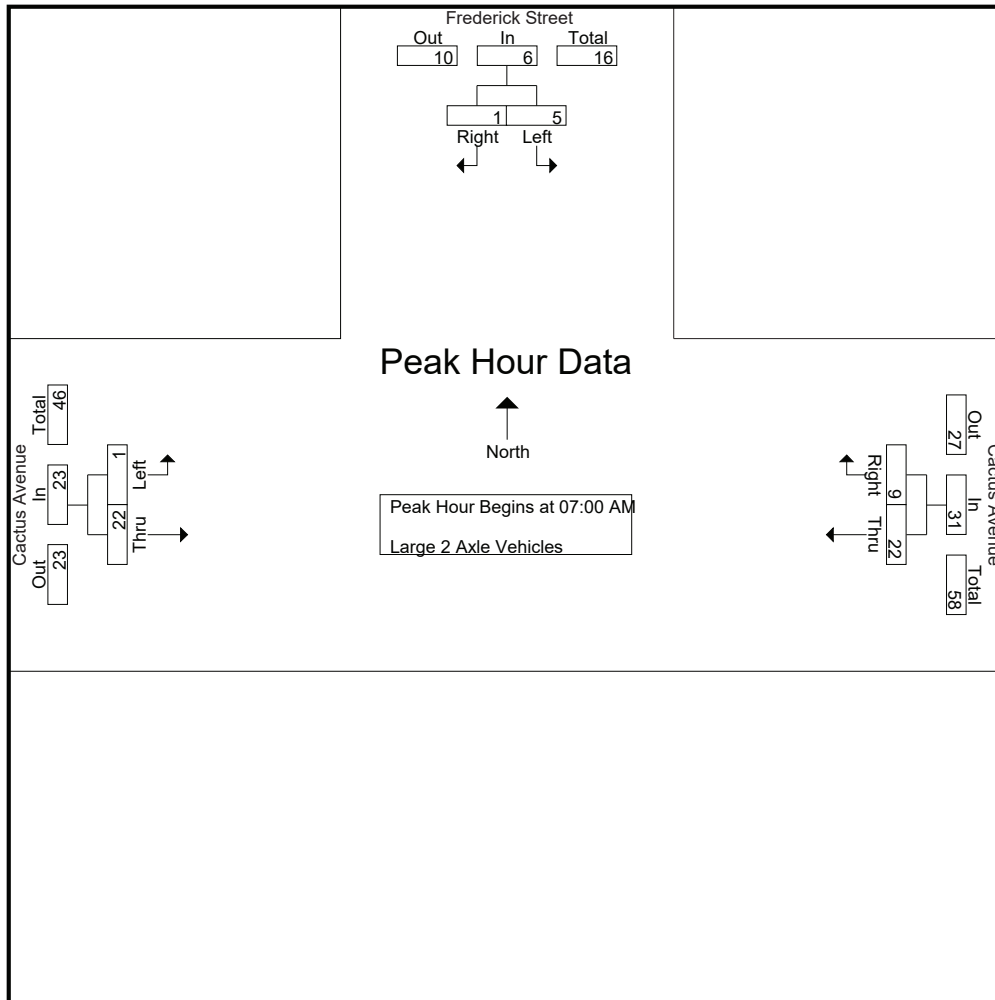 Frederick Street
Out In Total
10 6 16
1 5
Right Left
Peak Hour Data
North
Peak Hour Begins at 07:00 AM
Large 2 Axle Vehicles
Cactus Avenue
Total In Out
46 23 23
1 22
Left Thru
Cactus Avenue
Out In Total
27 31 58
9 22
Right Thru